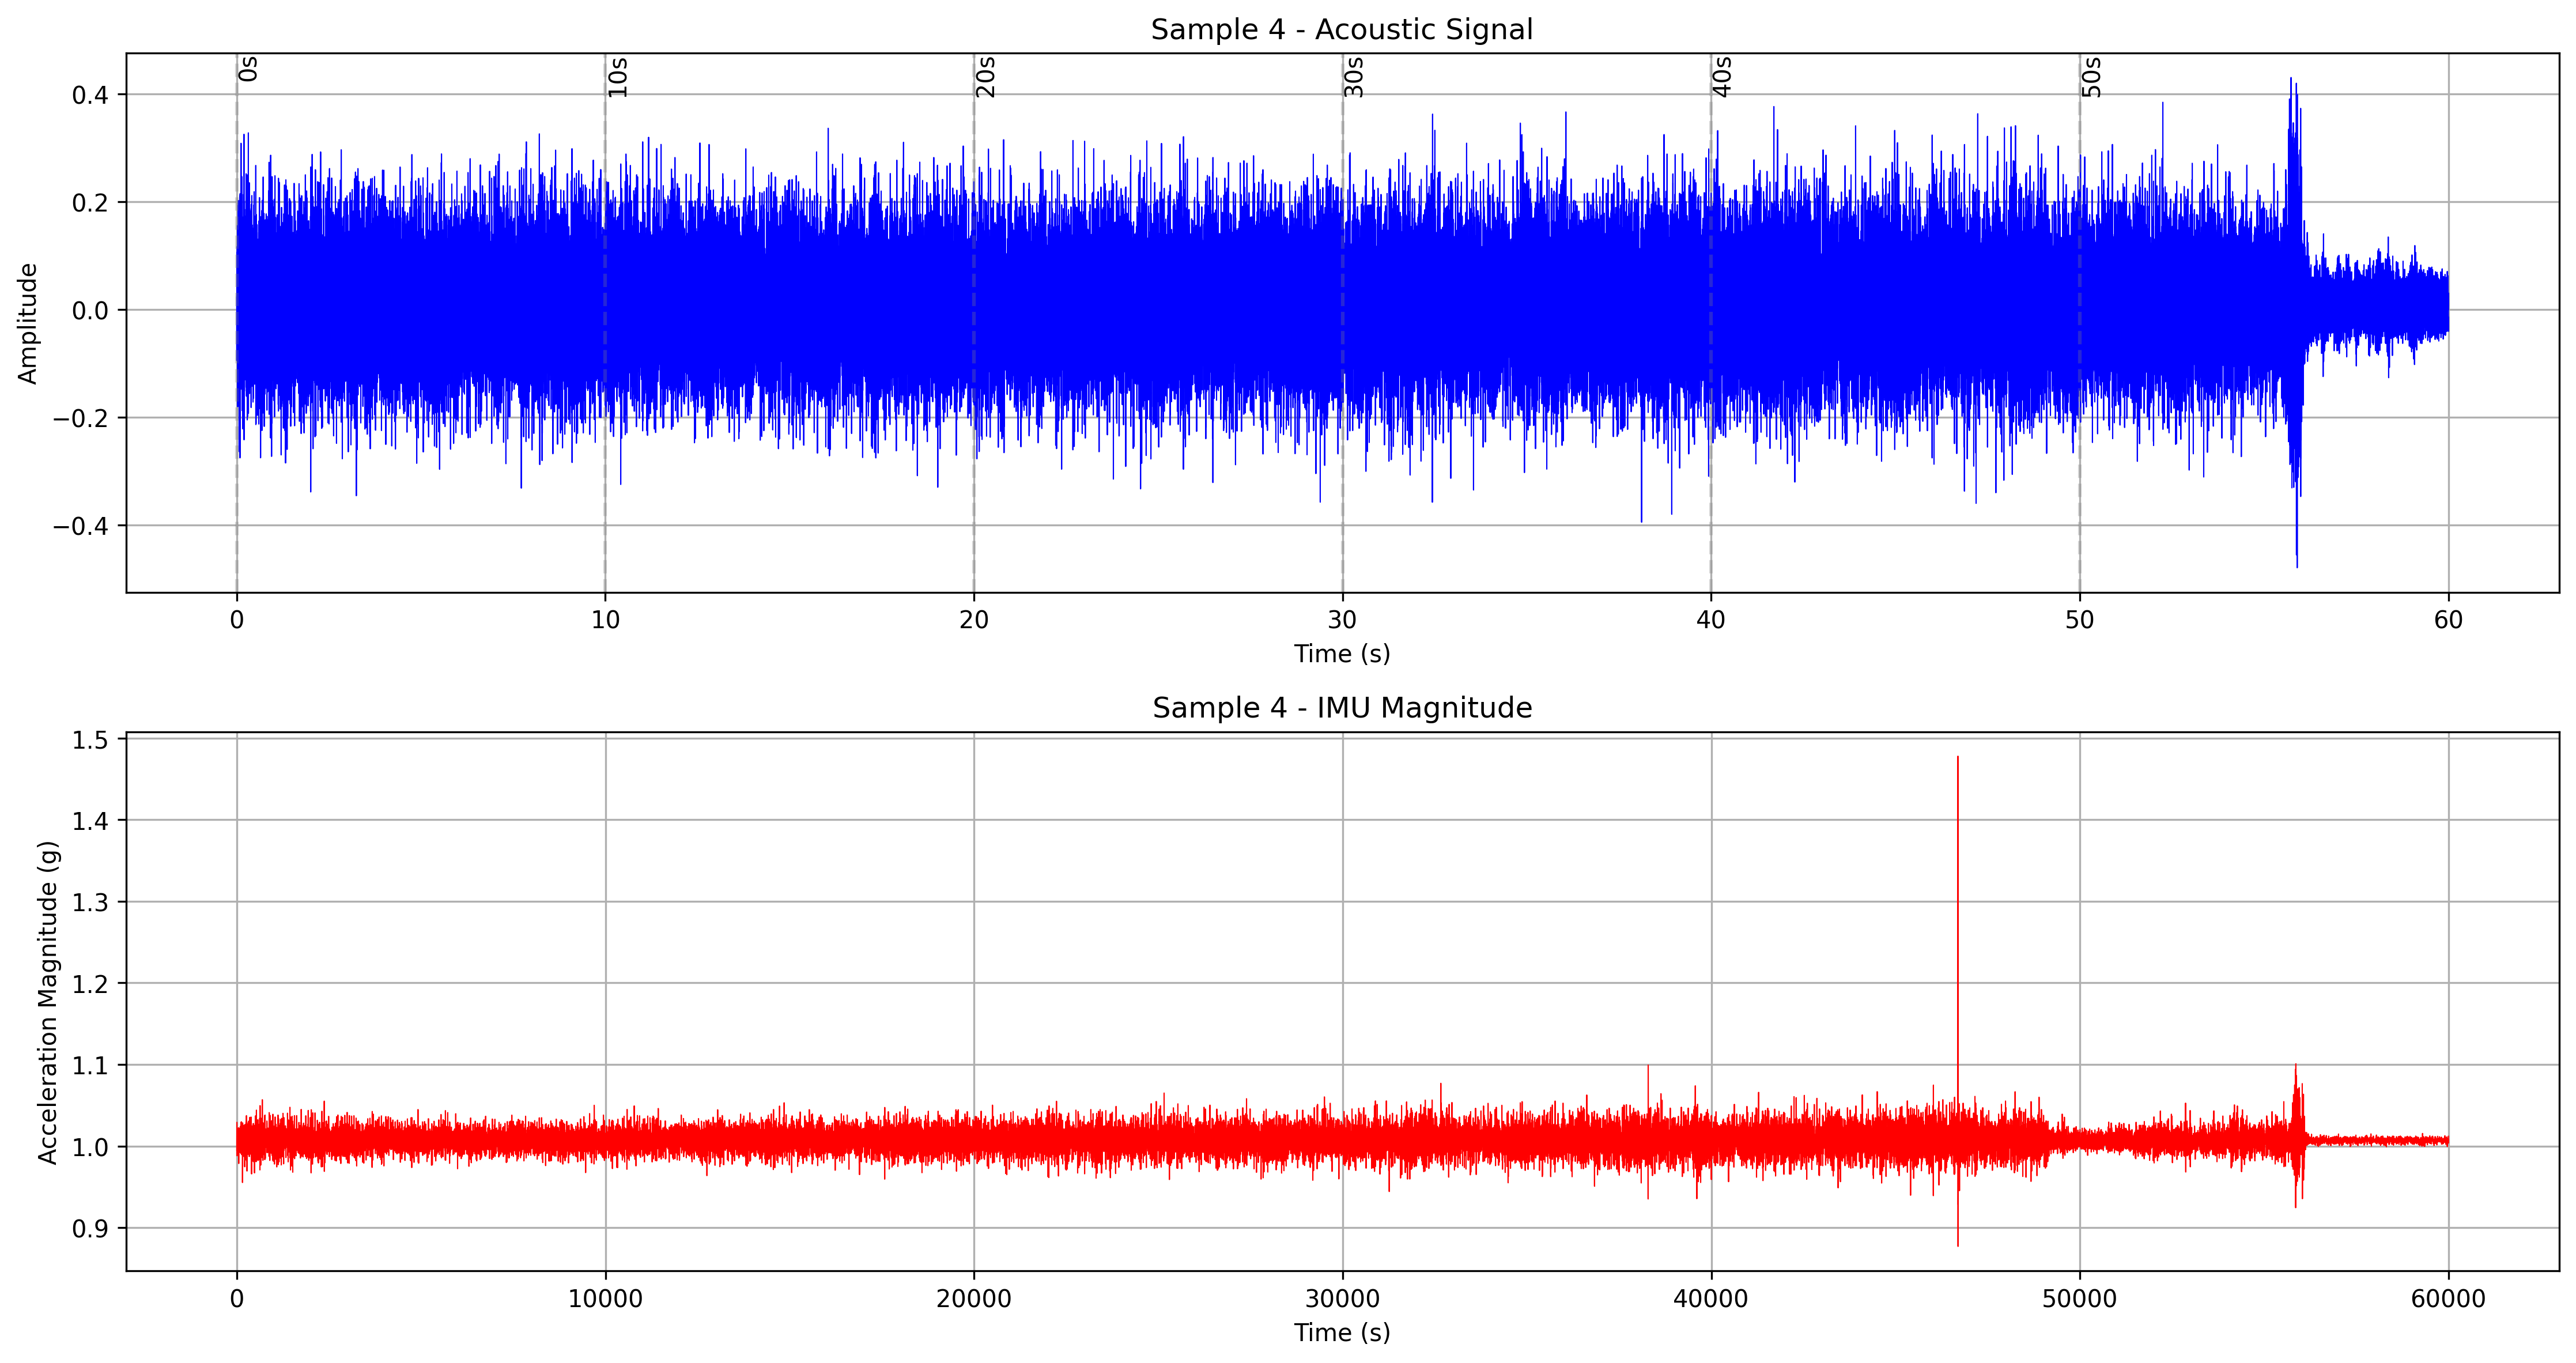 Sample 4 - Acoustic Signal
0s
10s
20s
30s
40s
50s
0.4
0.2
0.0
−0.2
−0.4
Amplitude
0
10
20
30
40
50
60
Time (s)
Sample 4 - IMU Magnitude
1.5
1.4
1.3
1.2
1.1
1.0
0.9
Acceleration Magnitude (g)
0
10000
20000
30000
40000
50000
60000
Time (s)